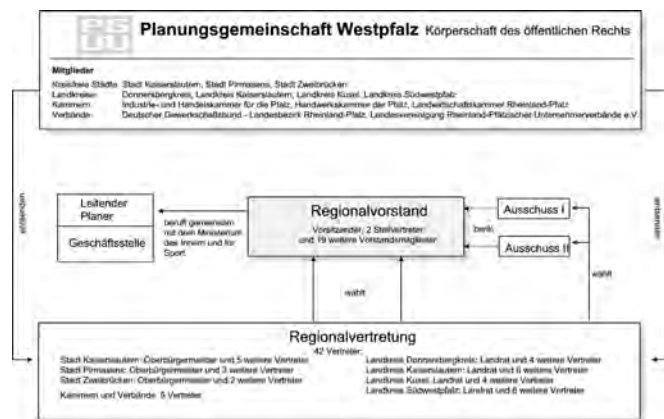 Planungsgemeinschaft Westpfalz Körperschaft des öffentlichen Rechts
Mitglieder
Kreisfreie Städte Stadt Kaiserslautern, Stadt Pirmasens, Stadt Zweibrücken
Landkreise: Donnersbergkreis, Landkreis Kaiserslautern, Landkreis Kusel, Landkreis Südwestpfalz
Kammern Industrie- und Handelskammer für die Pfalz, Handwerkskammer der Pfalz, Landwirtschaftskammer Rheinland-Pfalz
Verbände: Deutscher Gewerkschaftsbund - Landesbezirk Rheinland-Pfalz, Landesvereinigung Rheinland-Pfälzischer Unternehmerverbände e.V.
entsenden
entsenden
Leitender
Planer
Geschäftsstelle
beruft gemeinsam
mit dem Ministerium
des Innern und für
Sport
Regionalvorstand
Vorsitzender, 2 Stellvertreter
und 19 weitere Vorstandsmitglieder
Ausschuss I
berät
Ausschuss II
wählt
wählt
Regionalvertretung
42 Vertreter:
Stadt Kaiserslautern: Oberbürgermeister und 5 weitere Vertreter
Stadt Pirmasens: Oberbürgermeister und 3 weitere Vertreter
Stadt Zweibrücken: Oberbürgermeister und 2 weitere Vertreter
Kammern und Verbände: 5 Vertreter
Landkreis Donnersbergkreis: Landrat und 4 weitere Vertreter
Landkreis Kaiserslautern: Landrat und 6 weitere Vertreter
Landkreis Kusel: Landrat und 4 weitere Vertreter
Landkreis Südwestpfalz: Landrat und 6 weitere Vertreter